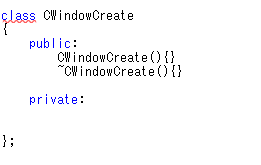 class CWindowCreate
{
    public:
        CWindowCreate(){}
        ~CWindowCreate(){}

    private:


};